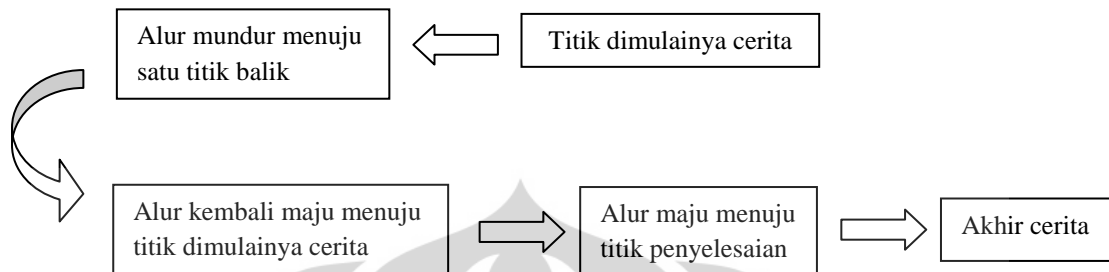 Alur mundur menuju
satu titik balik
Titik dimulainya cerita
Alur kembali maju menuju
titik dimulainya cerita
Alur maju menuju
titik penyelesaian
Akhir cerita